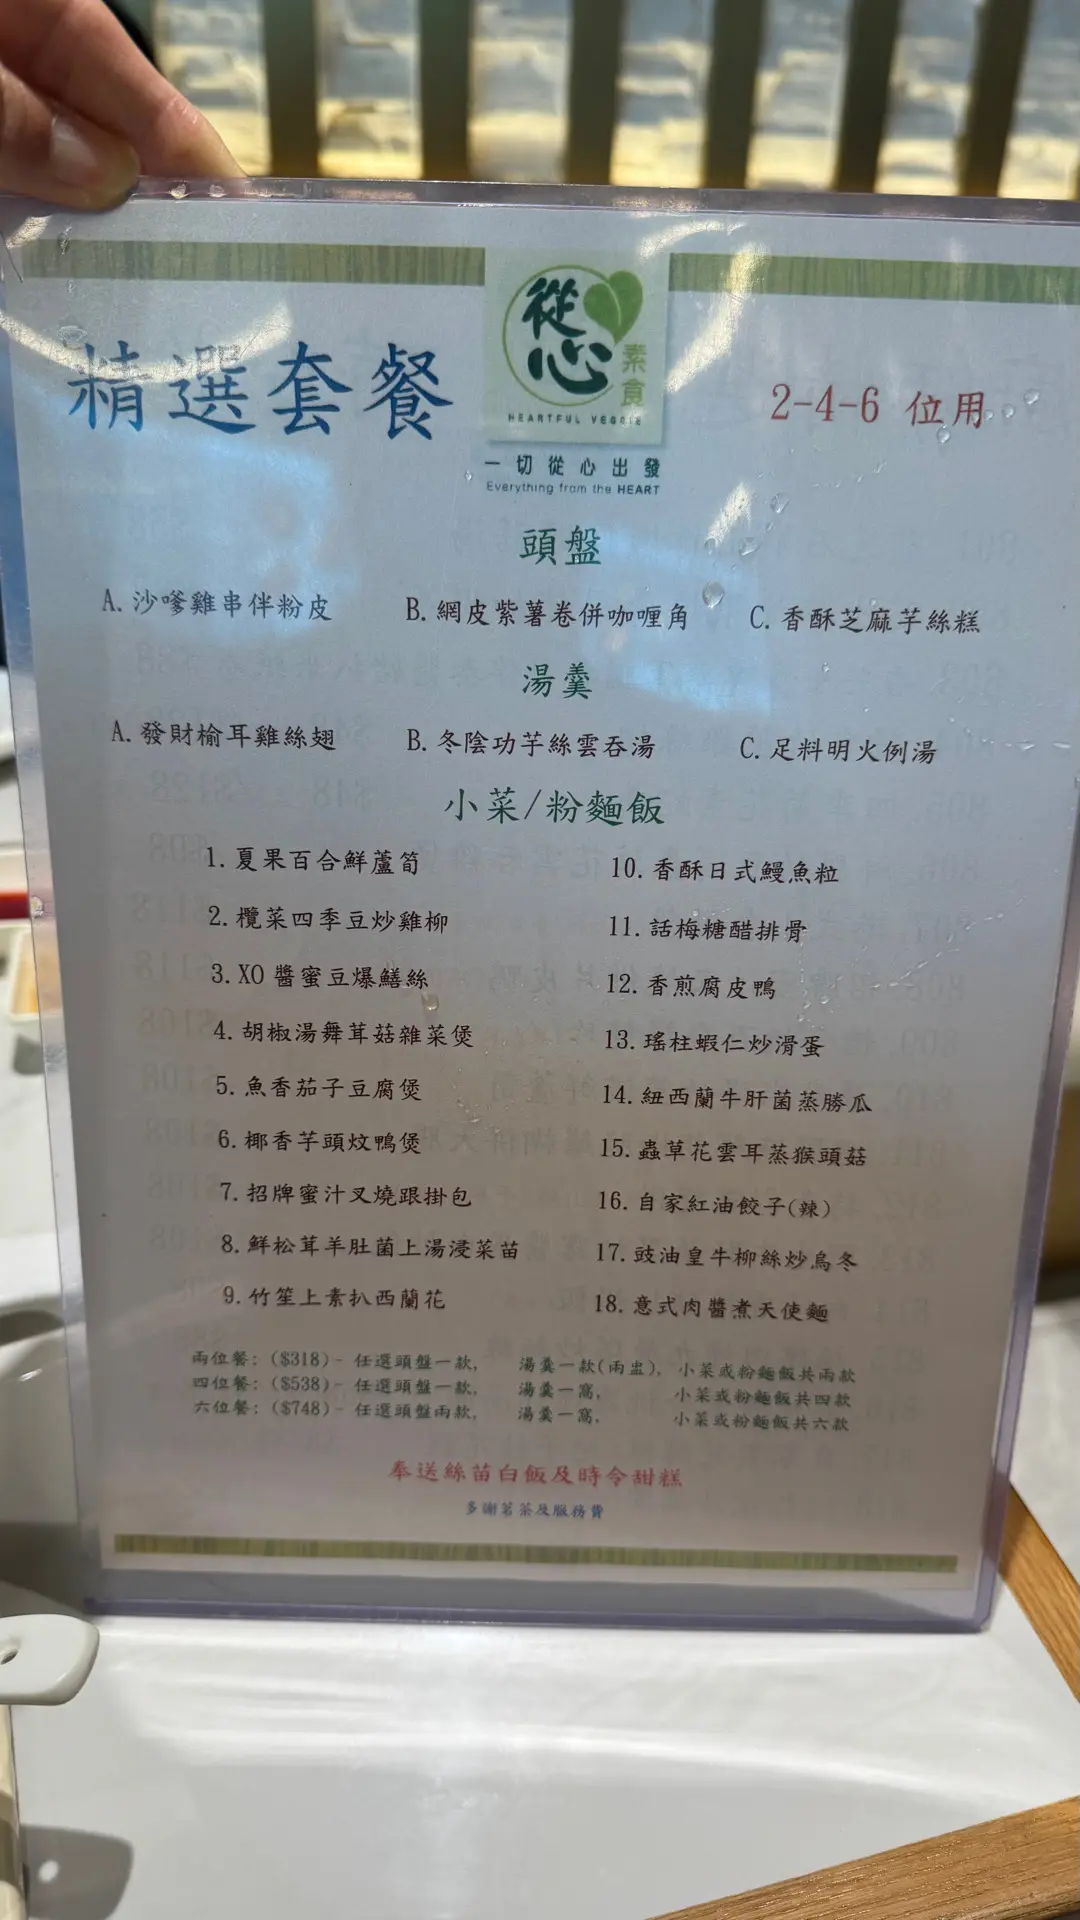 從心
素食
HEARTFUL VEGGIE
一切從心出發
Everything from the HEART
精選套餐
2-4-6 位用
頭盤
A. 沙嗲雞串伴粉皮
B. 網皮紫薯卷併咖喱角
C. 香酥芝麻芋絲糕
湯羹
A. 發財榆耳雞絲翅
B. 冬陰功芋絲雲吞湯
C. 足料明火例湯
小菜/粉麵飯
1. 夏果百合鮮蘆筍
2. 欖菜四季豆炒雞柳
3. XO 醬蜜豆爆鱔絲
4. 胡椒湯舞茸菇雜菜煲
5. 魚香茄子豆腐煲
6. 椰香芋頭炆鴨煲
7. 招牌蜜汁叉燒跟掛包
8. 鮮松茸羊肚菌上湯浸菜苗
9. 竹笙上素扒西蘭花
10. 香酥日式鰻魚粒
11. 話梅糖醋排骨
12. 香煎腐皮鴨
13. 瑤柱蝦仁炒滑蛋
14. 紐西蘭牛肝菌蒸勝瓜
15. 蟲草花雲耳蒸猴頭菇
16. 自家紅油餃子(辣)
17. 豉油皇牛柳絲炒烏冬
18. 意式肉醬煮天使麵
兩位餐: ($318)- 任選頭盤一款, 湯羹一款(兩盅), 小菜或粉麵飯共兩款
四位餐: ($538)- 任選頭盤一款, 湯羹一窩, 小菜或粉麵飯共四款
六位餐: ($748)- 任選頭盤兩款, 湯羹一窩, 小菜或粉麵飯共六款
奉送絲苗白飯及時令甜糕
多謝茗茶及服務費